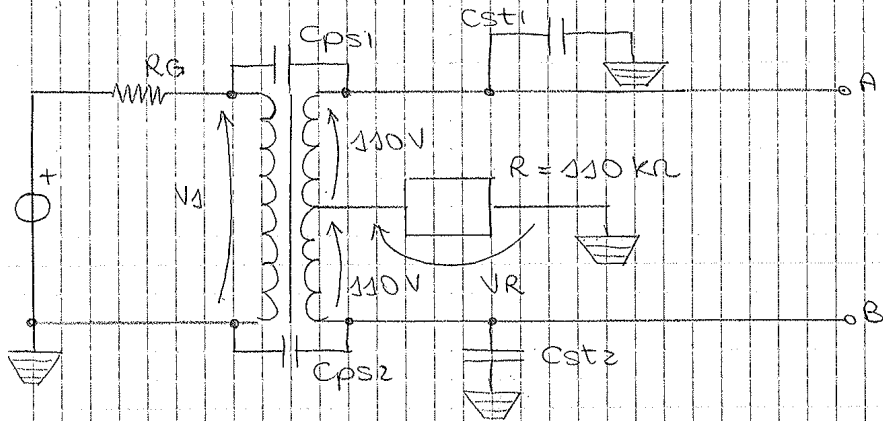 Cst1
Cps1
RG
A
110V
R = 110 kΩ
+
V1
110V
VR
B
Cps2
Cst2